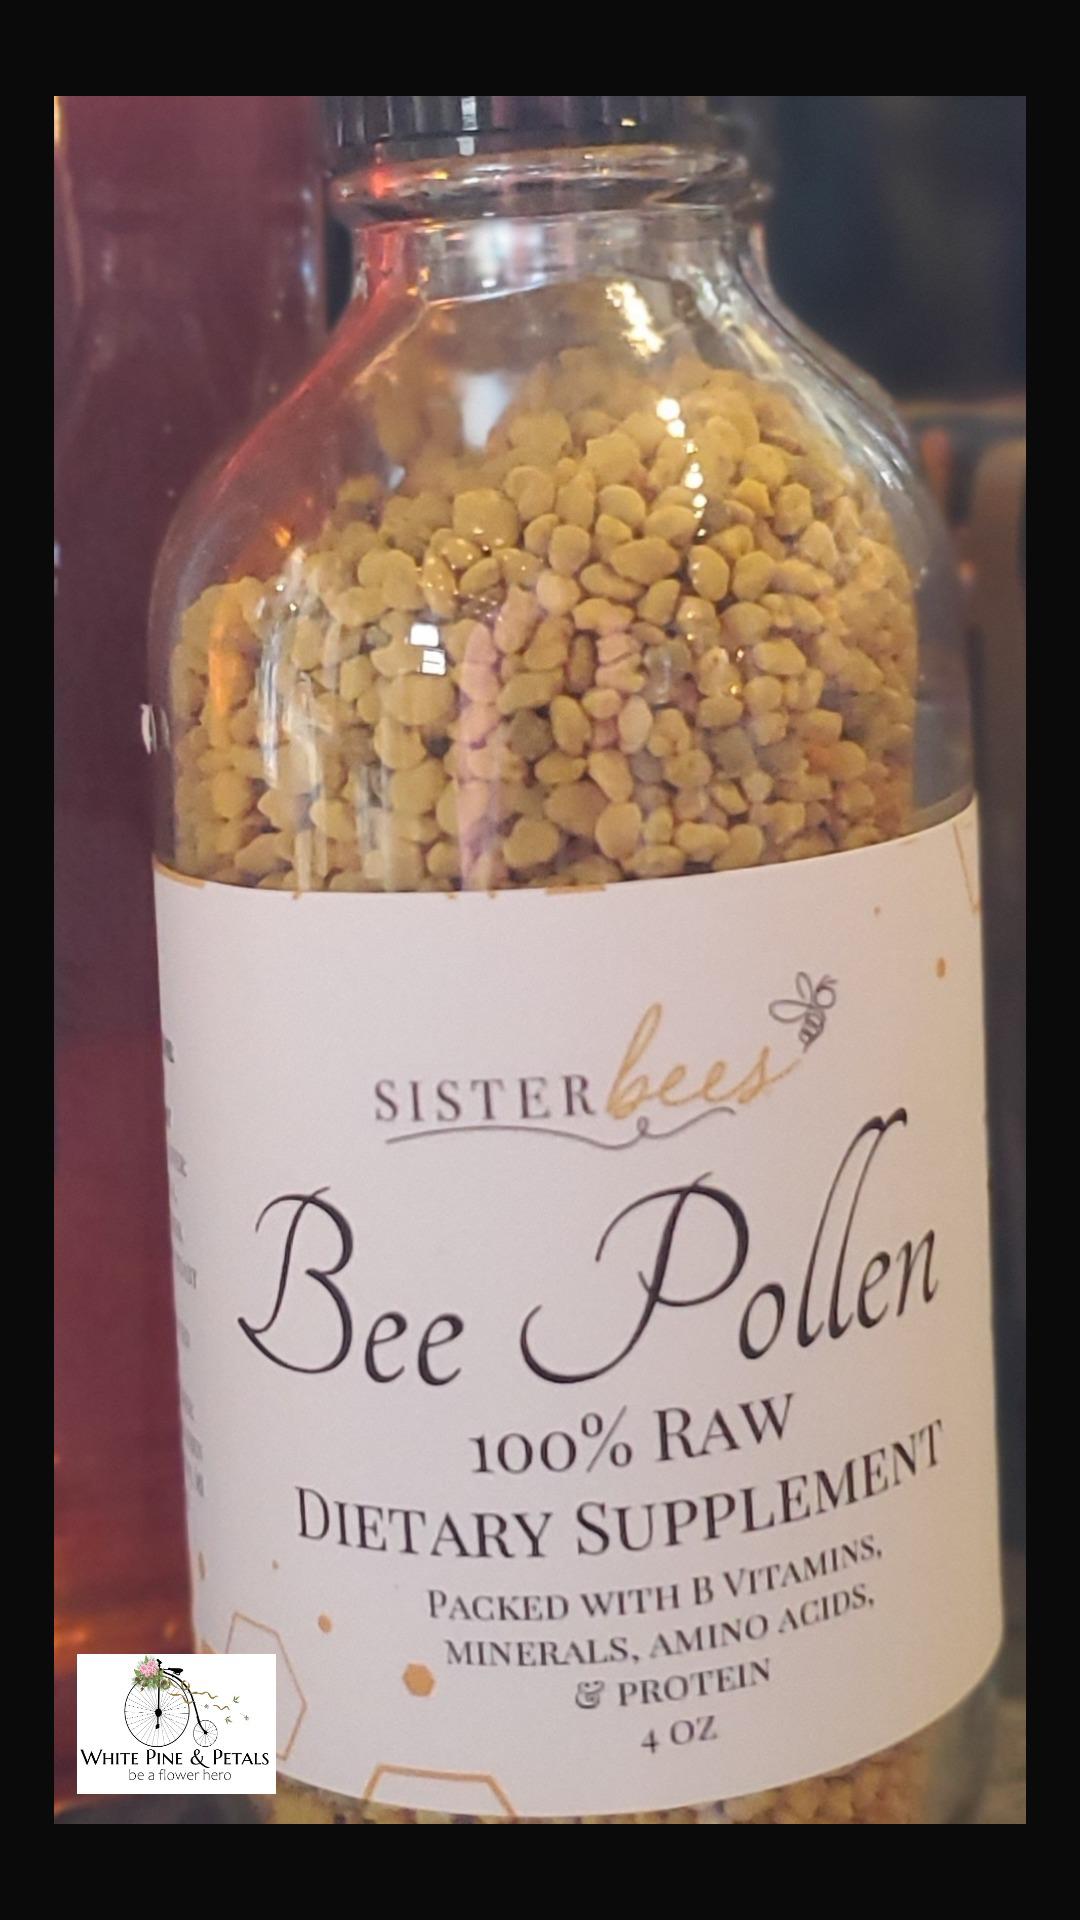 SISTER bees
Bee Pollen
100% RAW
DIETARY SUPPLEMENT
PACKED WITH B VITAMINS,
MINERALS, AMINO ACIDS,
& PROTEIN
4 OZ
WHITE PINE & PETALS
be a flower hero